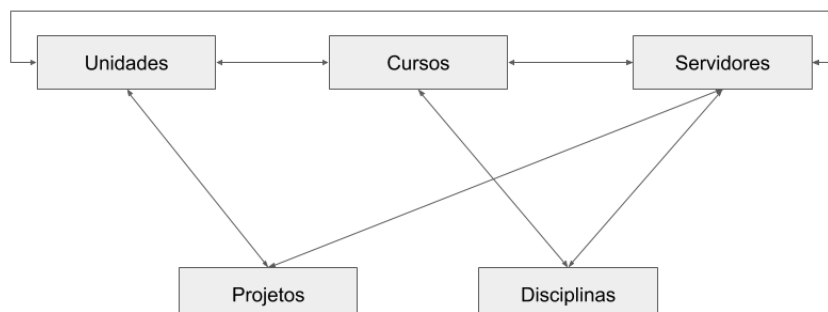 Unidades
Cursos
Servidores
Projetos
Disciplinas